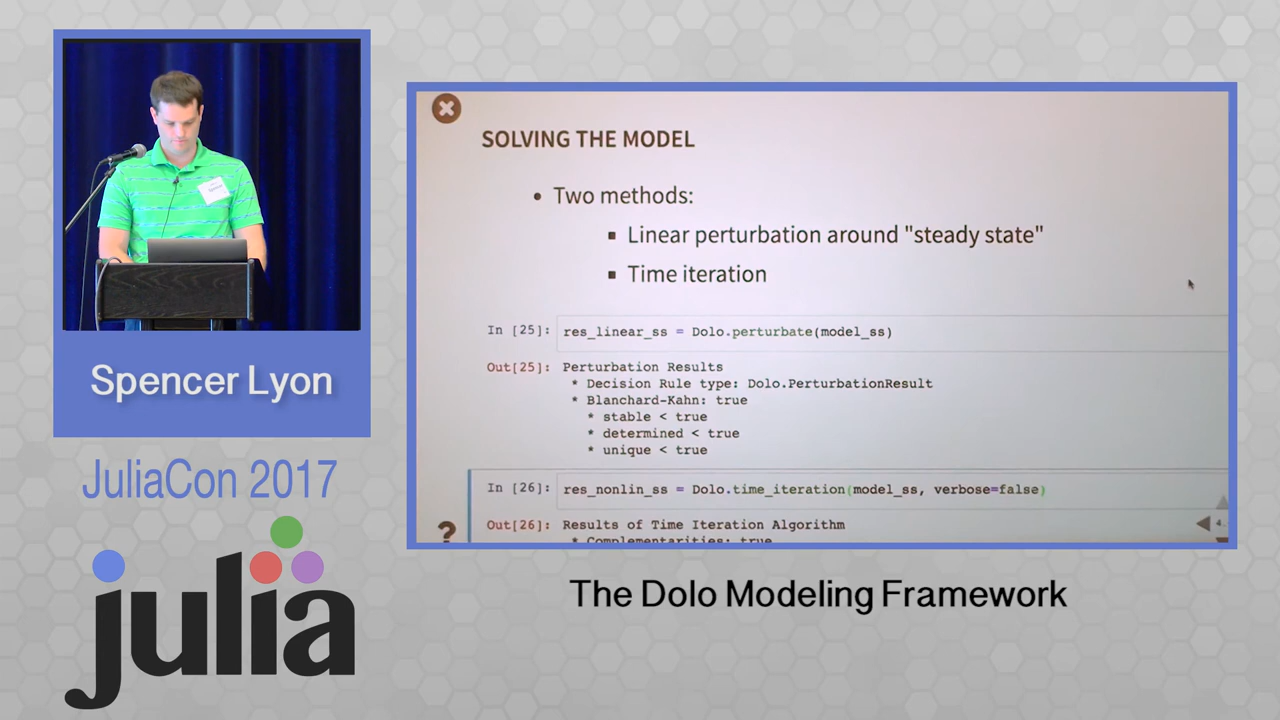 Spencer Lyon
JuliaCon 2017
julia
SOLVING THE MODEL
• Two methods:
▪ Linear perturbation around "steady state"
▪ Time iteration
In [25]: res_linear_ss = Dolo.perturbate(model_ss)
Out[25]: Perturbation Results
* Decision Rule type: Dolo.PerturbationResult
* Blanchard-Kahn: true
* stable < true
* determined < true
* unique < true
In [26]: res_nonlin_ss = Dolo.time_iteration(model_ss, verbose=false)
?
Out[26]: Results of Time Iteration Algorithm
* Complementarities: true
The Dolo Modeling Framework